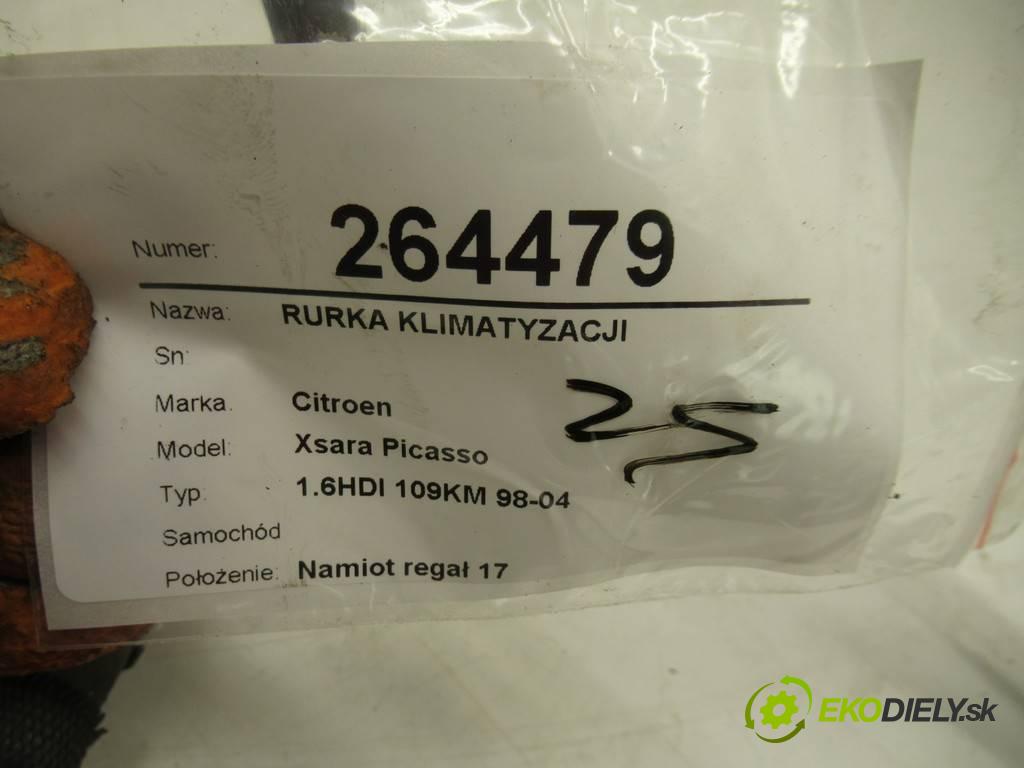 Numer: 264479
Nazwa: RURKA KLIMATYZACJI
Sn:
Marka. Citroen
Model: Xsara Picasso
25
Typ: 1.6HDI 109KM 98-04
Samochód
Położenie: Namiot regał 17
EKODIELY.sk